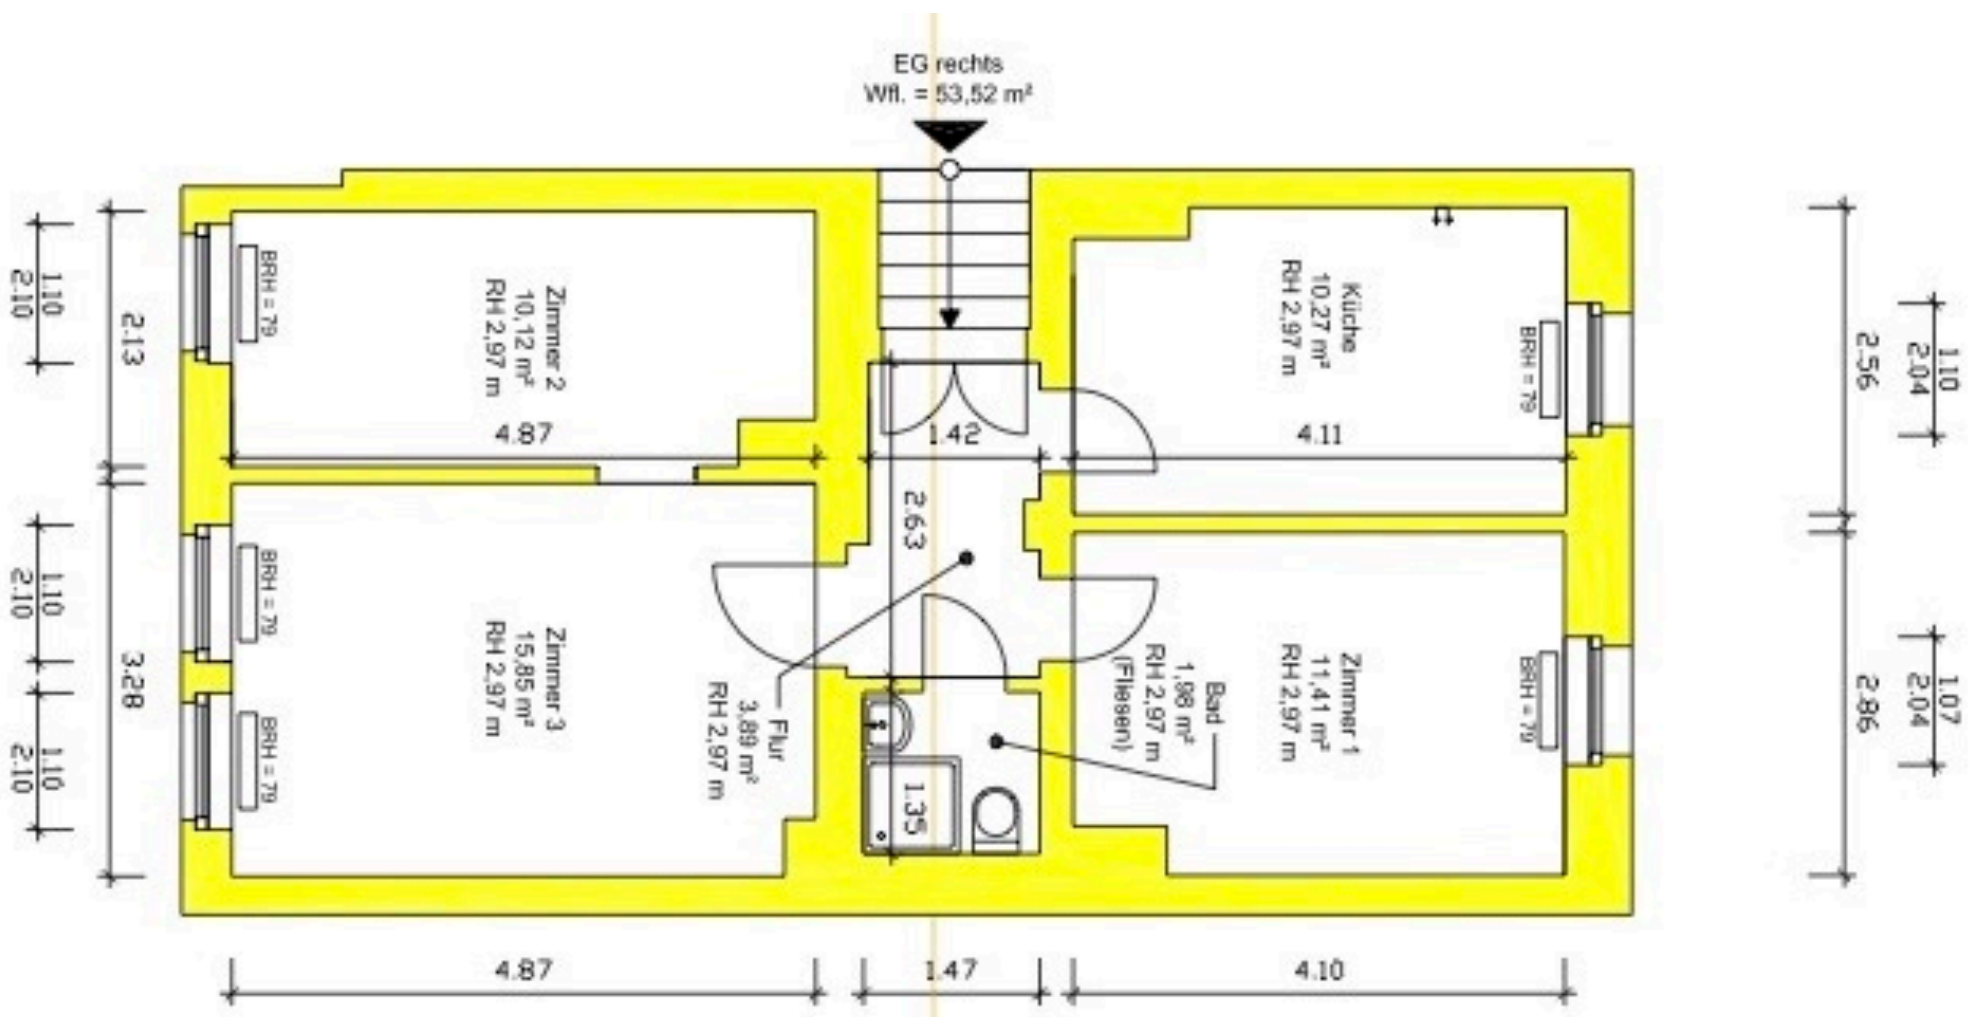 EG rechts
Wfl. = 53,52 m²
1.10
2.10
2.13
BRH = 79
Zimmer 2
10,12 m²
RH 2,97 m
4.87
1.42
2.63
Küche
10,27 m²
RH 2,97 m
4.11
BRH = 79
2.56
1.10
2.04
1.10
2.10
BRH = 79
3.28
1.10
2.10
BRH = 79
Zimmer 3
15,85 m²
RH 2,97 m
Flur
3,89 m²
RH 2,97 m
1.35
Bad
1,98 m²
RH 2,97 m
(Fliesen)
Zimmer 1
11,41 m²
RH 2,97 m
BRH = 79
2.86
1.07
2.04
4.87
1.47
4.10